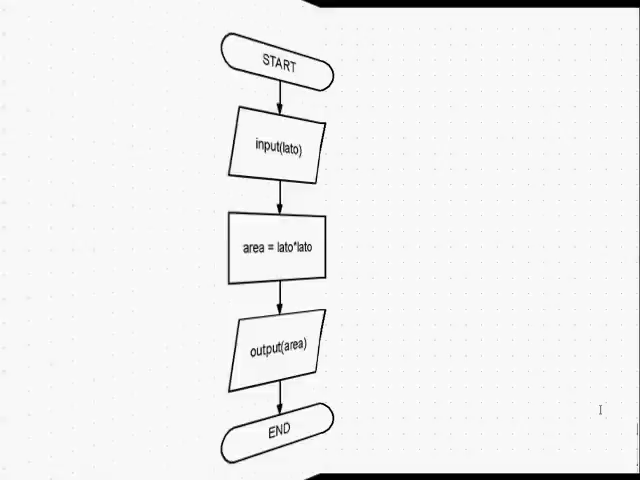 START
input(lato)
area = lato*lato
output(area)
END